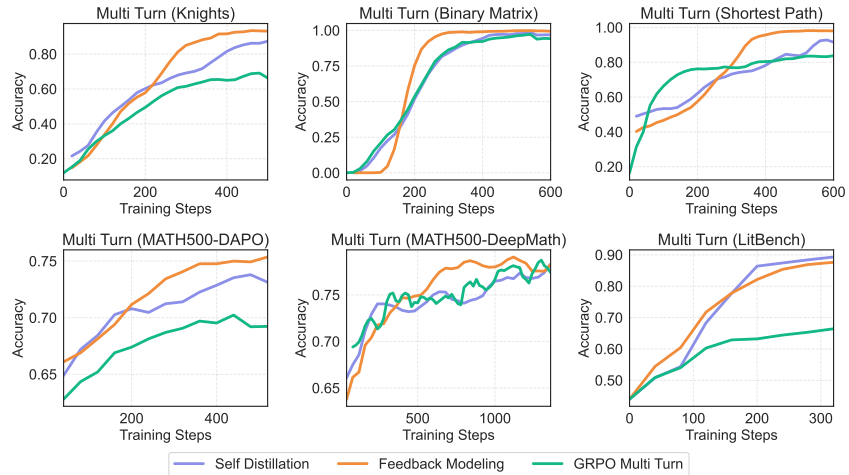 Multi Turn (Knights)
Accuracy
0.80
0.60
0.40
0.20
0
200
400
Training Steps
Multi Turn (Binary Matrix)
Accuracy
1.00
0.75
0.50
0.25
0.00
0
200
400
600
Training Steps
Multi Turn (Shortest Path)
Accuracy
1.00
0.80
0.60
0.40
0.20
0
200
400
600
Training Steps
Multi Turn (MATH500-DAPO)
Accuracy
0.75
0.70
0.65
200
400
Training Steps
Multi Turn (MATH500-DeepMath)
Accuracy
0.75
0.70
0.65
500
1000
Training Steps
Multi Turn (LitBench)
Accuracy
0.90
0.80
0.70
0.60
0.50
0
100
200
300
Training Steps
Self Distillation
Feedback Modeling
GRPO Multi Turn